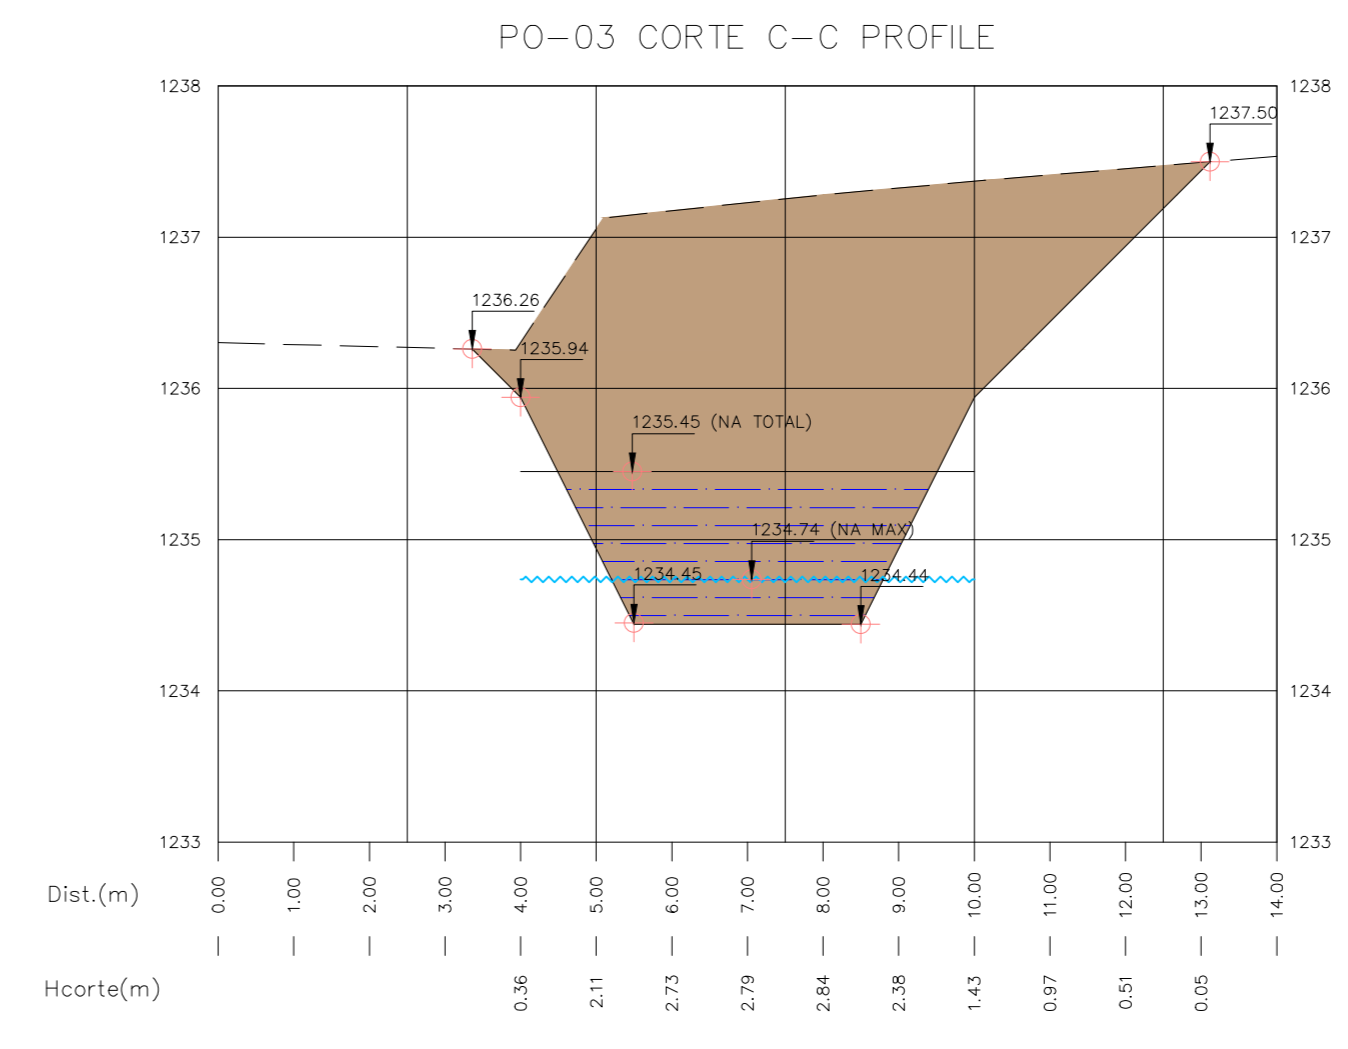 PO-03 CORTE C-C PROFILE
1238 1238
1237.50
1237 1237
1236.26
1235.94
1236 1236
1235.45 (NA TOTAL)
1234.74 (NA MAX)
1235 1235
1234.45 1234.44
1234 1234
1233 1233
Dist.(m) 0.00 1.00 2.00 3.00 4.00 5.00 6.00 7.00 8.00 9.00 10.00 11.00 12.00 13.00 14.00
Hcorte(m) 0.36 2.11 2.73 2.79 2.84 2.38 1.43 0.97 0.51 0.05